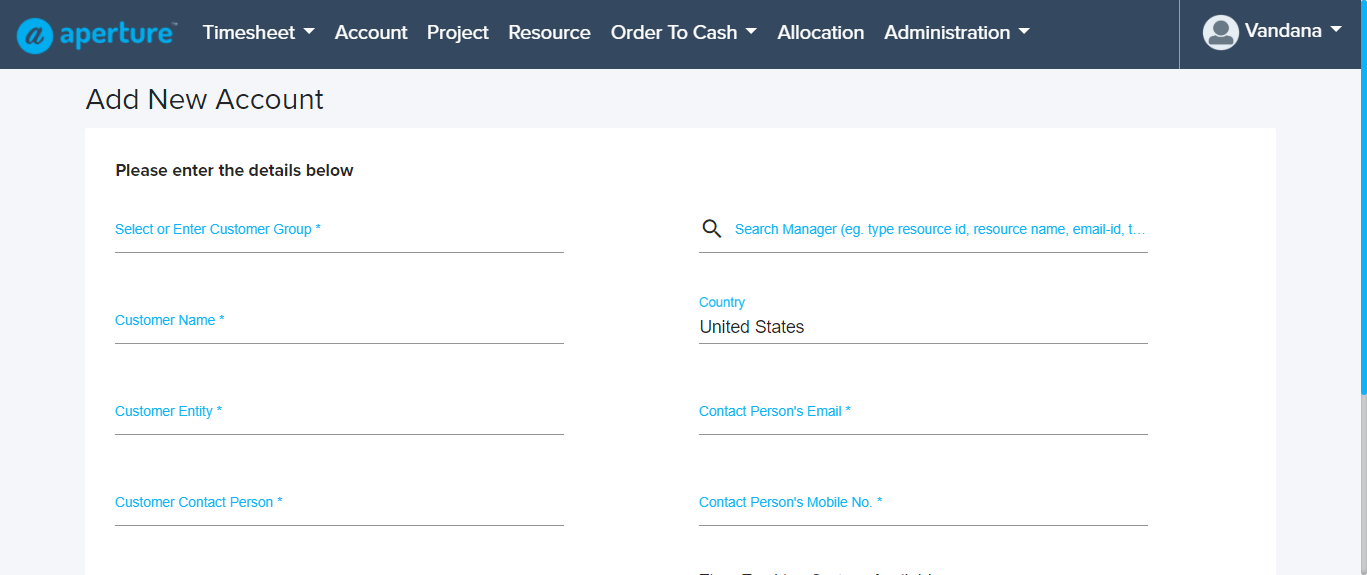 aperture™ Timesheet Account Project Resource Order To Cash Allocation Administration Vandana
Add New Account
Please enter the details below
Select or Enter Customer Group *
Search Manager (eg. type resource id, resource name, email-id, t...
Customer Name *
Country
United States
Customer Entity *
Contact Person's Email *
Customer Contact Person *
Contact Person's Mobile No. *